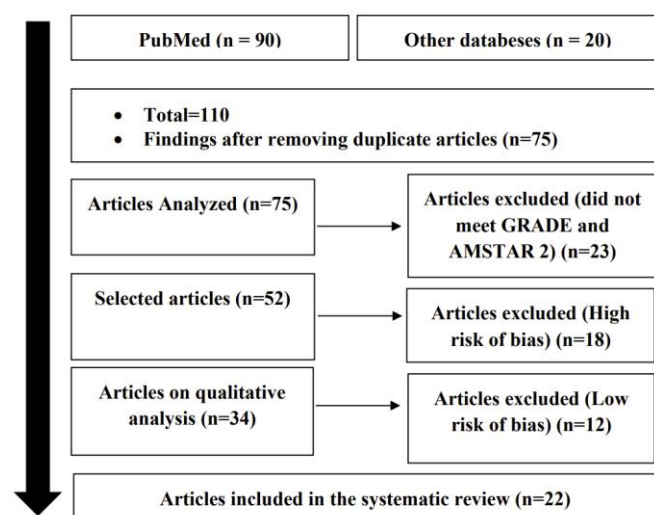 PubMed (n = 90)
Other databeses (n = 20)
• Total=110
• Findings after removing duplicate articles (n=75)
Articles Analyzed (n=75)
Articles excluded (did
not meet GRADE and
AMSTAR 2) (n=23)
Selected articles (n=52)
Articles excluded (High
risk of bias) (n=18)
Articles on qualitative
analysis (n=34)
Articles excluded (Low
risk of bias) (n=12)
Articles included in the systematic review (n=22)